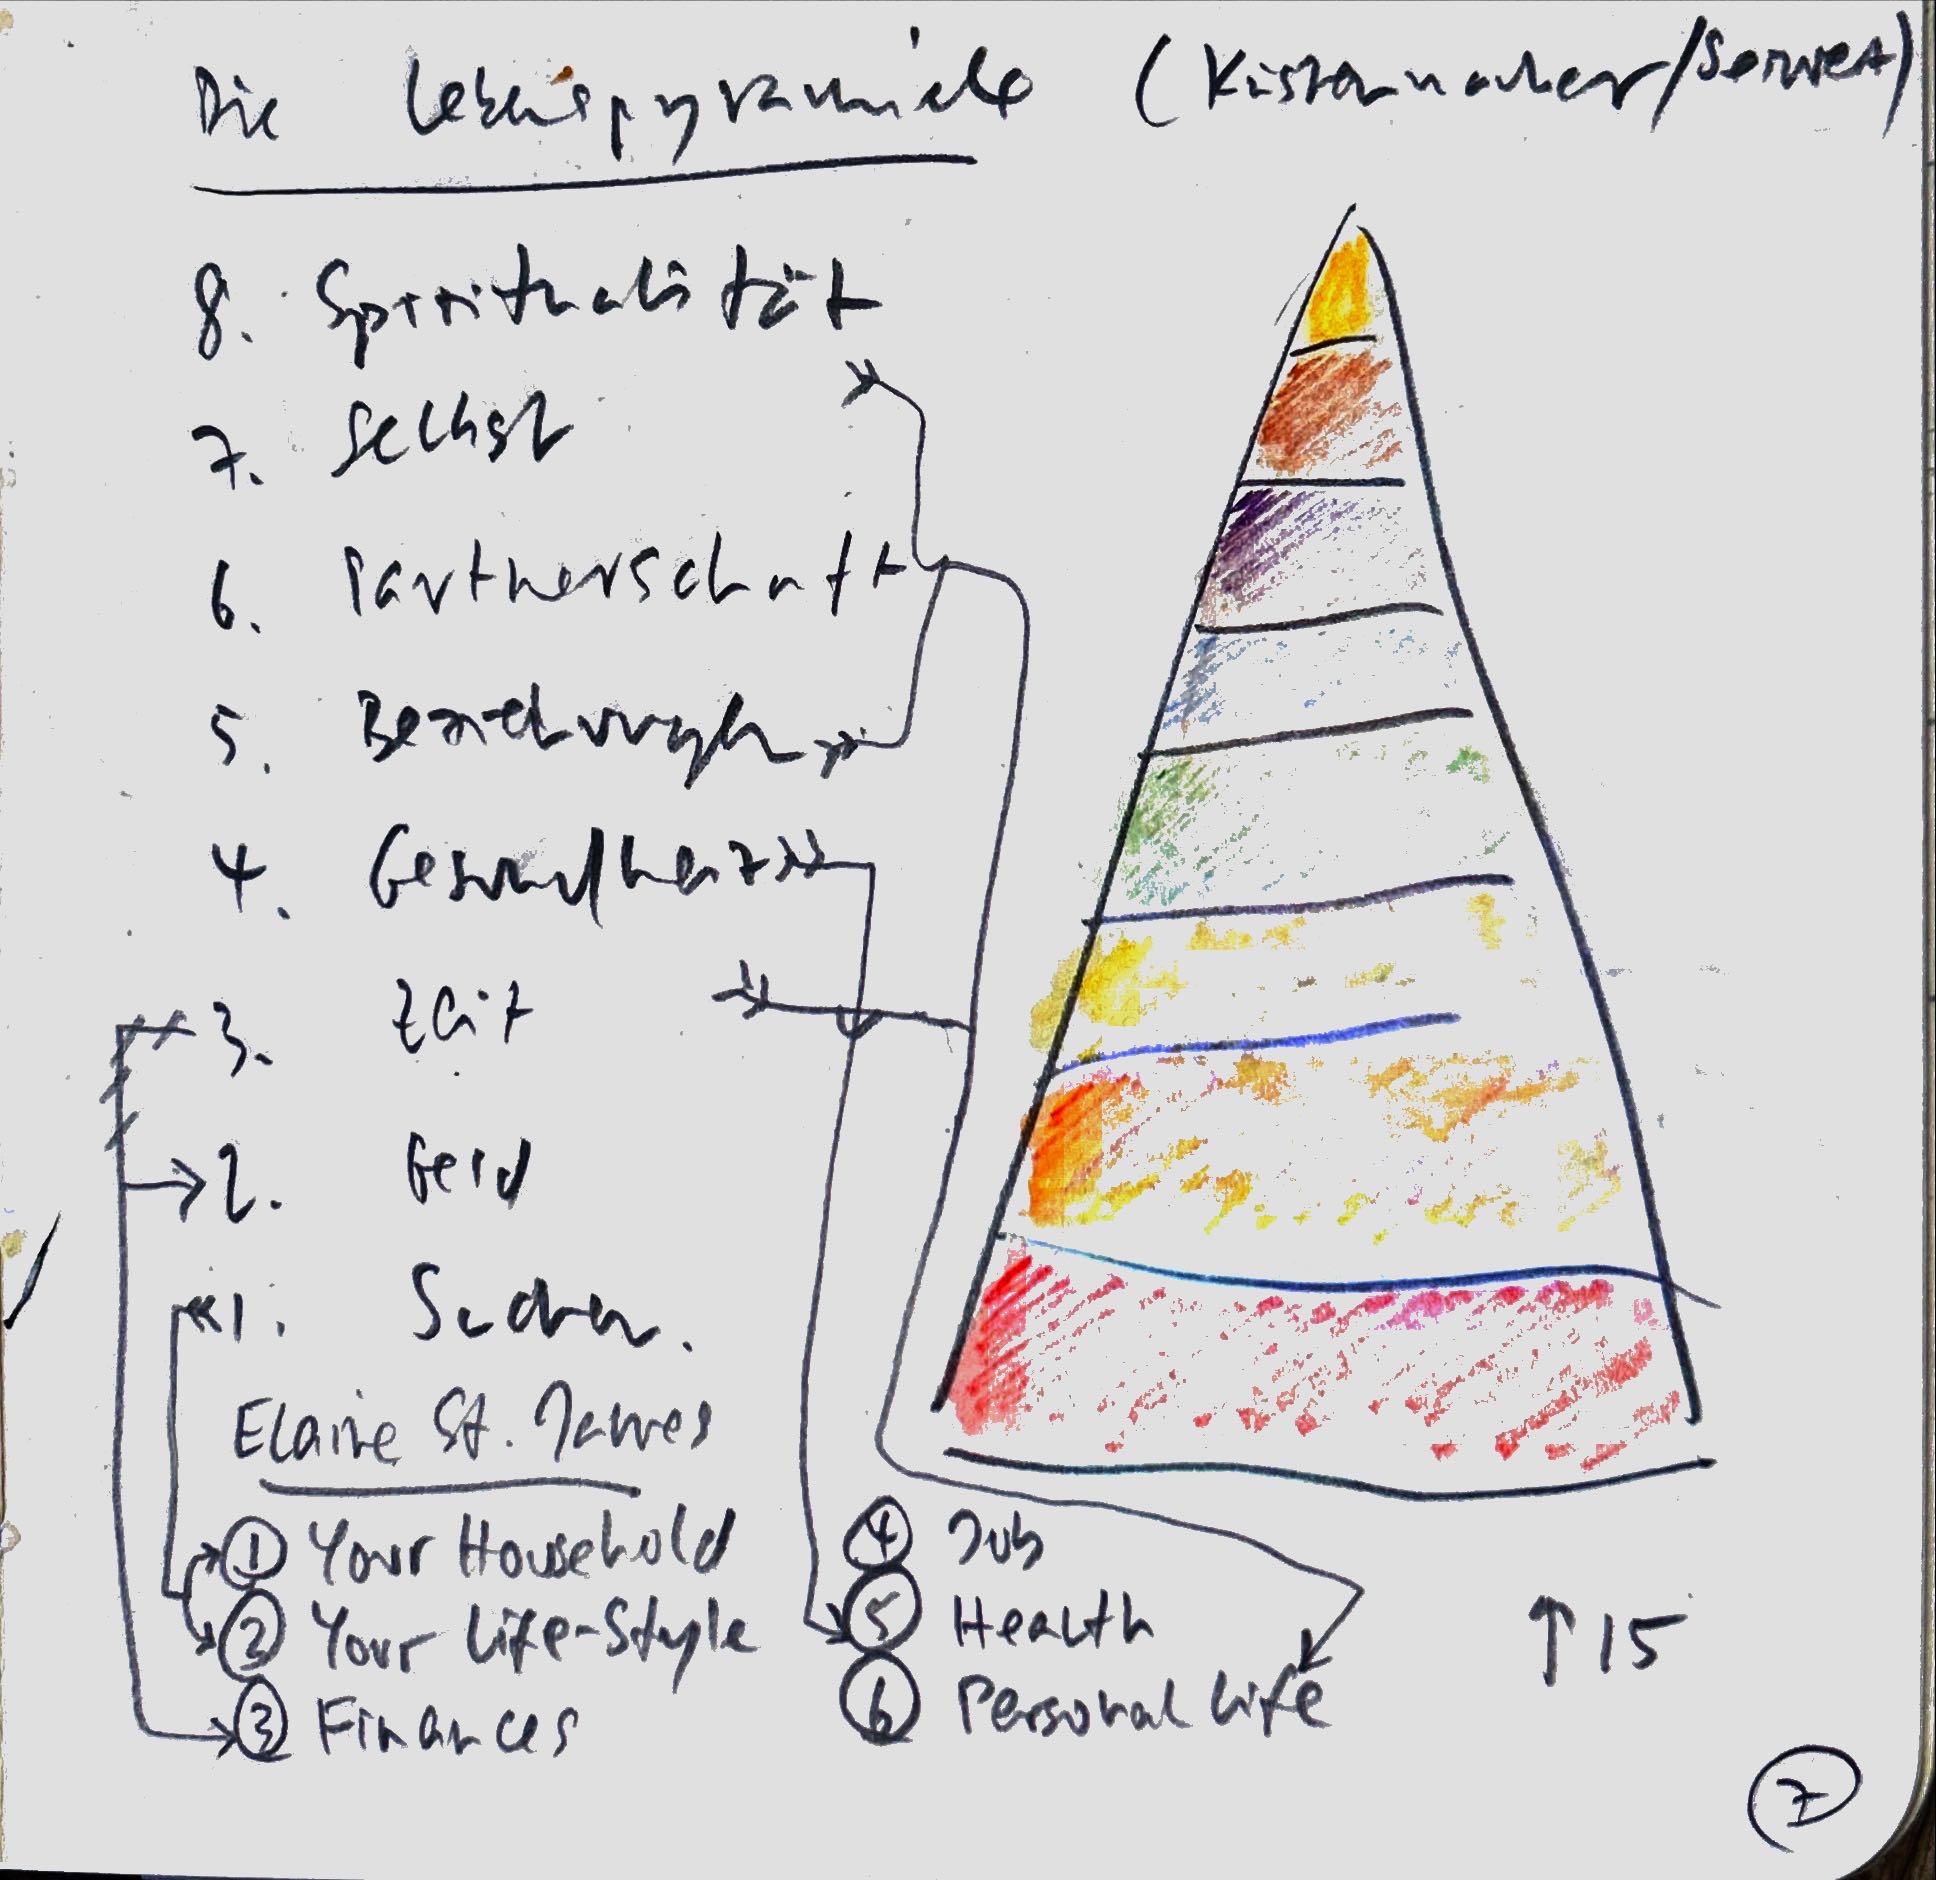 Die Lebenspyramide (Küstenmacher/Seiwert)
8. Spiritualität
7. Selbst
6. Partnerschaft
5. Beziehungen
4. Gesundheit
3. Zeit
2. Geld
1. Sachen.
Elaine St. James
① Your Household
② Your Life-Style
③ Finances
④ Job
⑤ Health
⑥ Personal Life
↑ 15
7